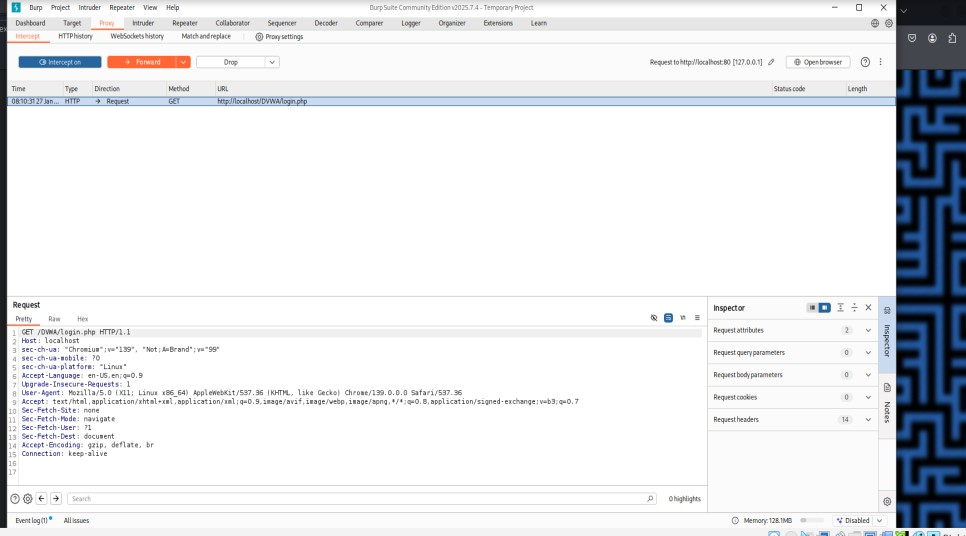 Burp Project Intruder Repeater View Help Burp Suite Community Edition v2025.7.4 - Temporary Project
Dashboard Target Proxy Intruder Repeater Collaborator Sequencer Decoder Comparer Logger Organizer Extensions Learn
Intercept HTTP history WebSockets history Match and replace Proxy settings
Intercept on Forward Drop Request to http://localhost:80 [127.0.0.1] Open browser
Time Type Direction Method URL Status code Length
08:10:31 27 Jan ... HTTP → Request GET http://localhost/DVWA/login.php
Request
Pretty Raw Hex
1 GET /DVWA/login.php HTTP/1.1
2 Host: localhost
3 sec-ch-ua: "Chromium";v="139", "Not;A=Brand";v="99"
4 sec-ch-ua-mobile: ?0
5 sec-ch-ua-platform: "Linux"
6 Accept-Language: en-US,en;q=0.9
7 Upgrade-Insecure-Requests: 1
8 User-Agent: Mozilla/5.0 (X11; Linux x86_64) AppleWebKit/537.36 (KHTML, like Gecko) Chrome/139.0.0.0 Safari/537.36
9 Accept: text/html,application/xhtml+xml,application/xml;q=0.9,image/avif,image/webp,image/apng,*/*;q=0.8,application/signed-exchange;v=b3;q=0.7
10 Sec-Fetch-Site: none
11 Sec-Fetch-Mode: navigate
12 Sec-Fetch-User: ?1
13 Sec-Fetch-Dest: document
14 Accept-Encoding: gzip, deflate, br
15 Connection: keep-alive
16
17
Inspector
Request attributes 2
Request query parameters 0
Request body parameters 0
Request cookies 0
Request headers 14
Inspector
Notes
Search 0 highlights
Event log (1) All issues Memory: 128.1MB Disabled